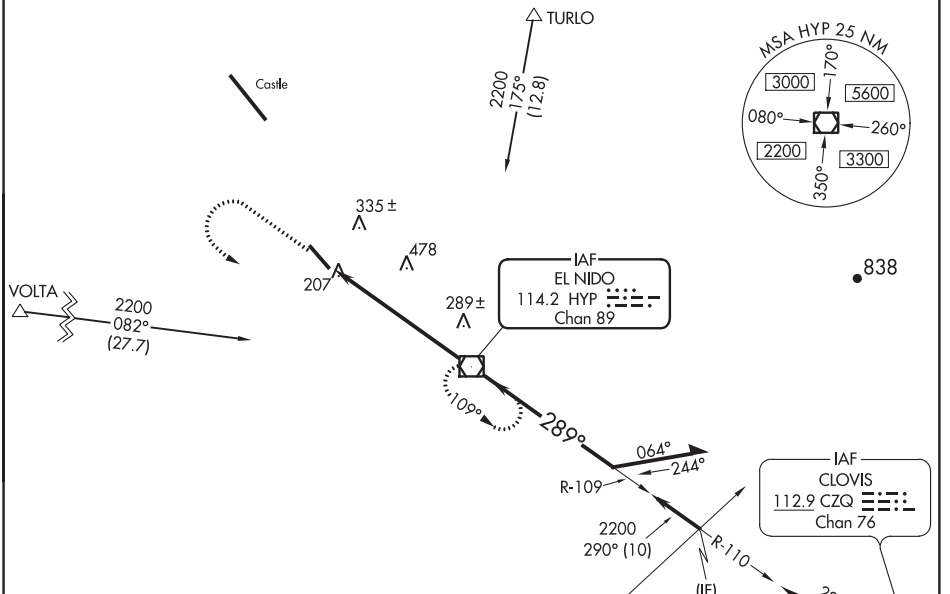 TURLO
2200
175°
(12.8)
Castle
MSA HYP 25 NM
3000
170°
5600
080°
260°
2200
350°
3300
335 ±
478
207
289 ±
IAF
EL NIDO
114.2 HYP
Chan 89
838
VOLTA
2200
082°
(27.7)
109°
289°
064°
244°
R-109
2200
290° (10)
R-110
(IF)
IAF
CLOVIS
112.9 CZQ
Chan 76